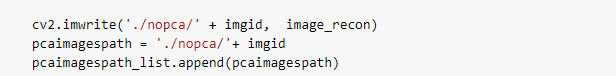 cv2.imwrite('./nopca/' + imgid,  image_recon)
pcaimagespath = './nopca/'+ imgid
pcaimagespath_list.append(pcaimagespath)